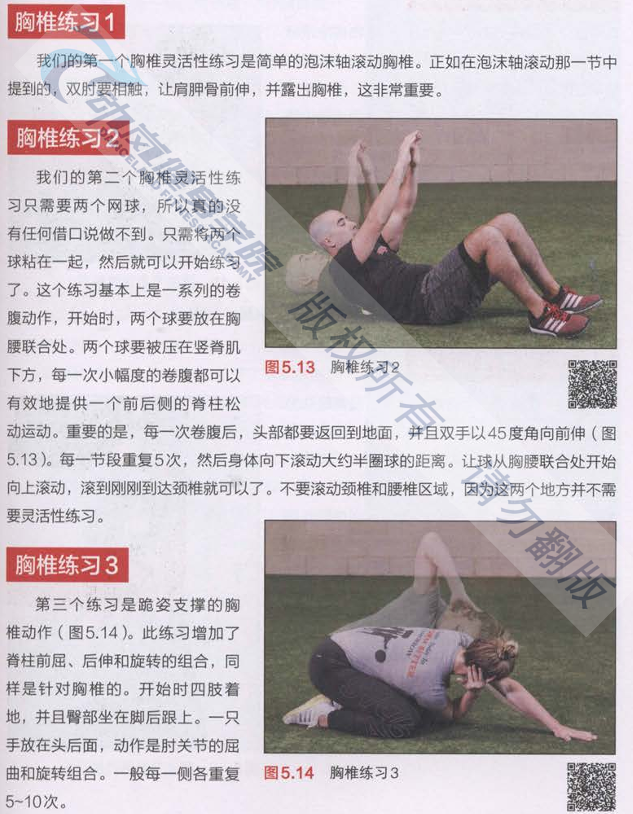 胸椎练习1
我们的第一个胸椎灵活性练习是简单的泡沫轴滚动胸椎。正如在泡沫轴滚动那一节中
提到的，双肘要相触，让肩胛骨前伸，并露出胸椎，这非常重要。
胸椎练习2
我们的第二个胸椎灵活性练
习只需要两个网球，所以真的没
有任何借口说做不到。只需将两个
球粘在一起，然后就可以开始练习
了。这个练习基本上是一系列的卷
腹动作，开始时，两个球要放在胸
腰联合处。两个球要被压在竖脊肌
下方，每一次小幅度的卷腹都可以
有效地提供一个前后侧的脊柱松
动运动。重要的是，每一次卷腹后，头部都要返回到地面，并且双手以45度角向前伸（图
5.13）。每一节段重复5次，然后身体向下滚动大约半圈球的距离。让球从胸腰联合处开始
向上滚动，滚到刚刚到达颈椎就可以了。不要滚动颈椎和腰椎区域，因为这两个地方并不需
要灵活性练习。
图5.13 胸椎练习2
胸椎练习3
第三个练习是跪姿支撑的胸
椎动作（图5.14）。此练习增加了
脊柱前屈、后伸和旋转的组合，同
样是针对胸椎的。开始时四肢着
地，并且臀部坐在脚后跟上。一只
手放在头后面，动作是肘关节的屈
曲和旋转组合。一般每一侧各重复
5~10次。
图5.14 胸椎练习3
版权所有 请勿翻版